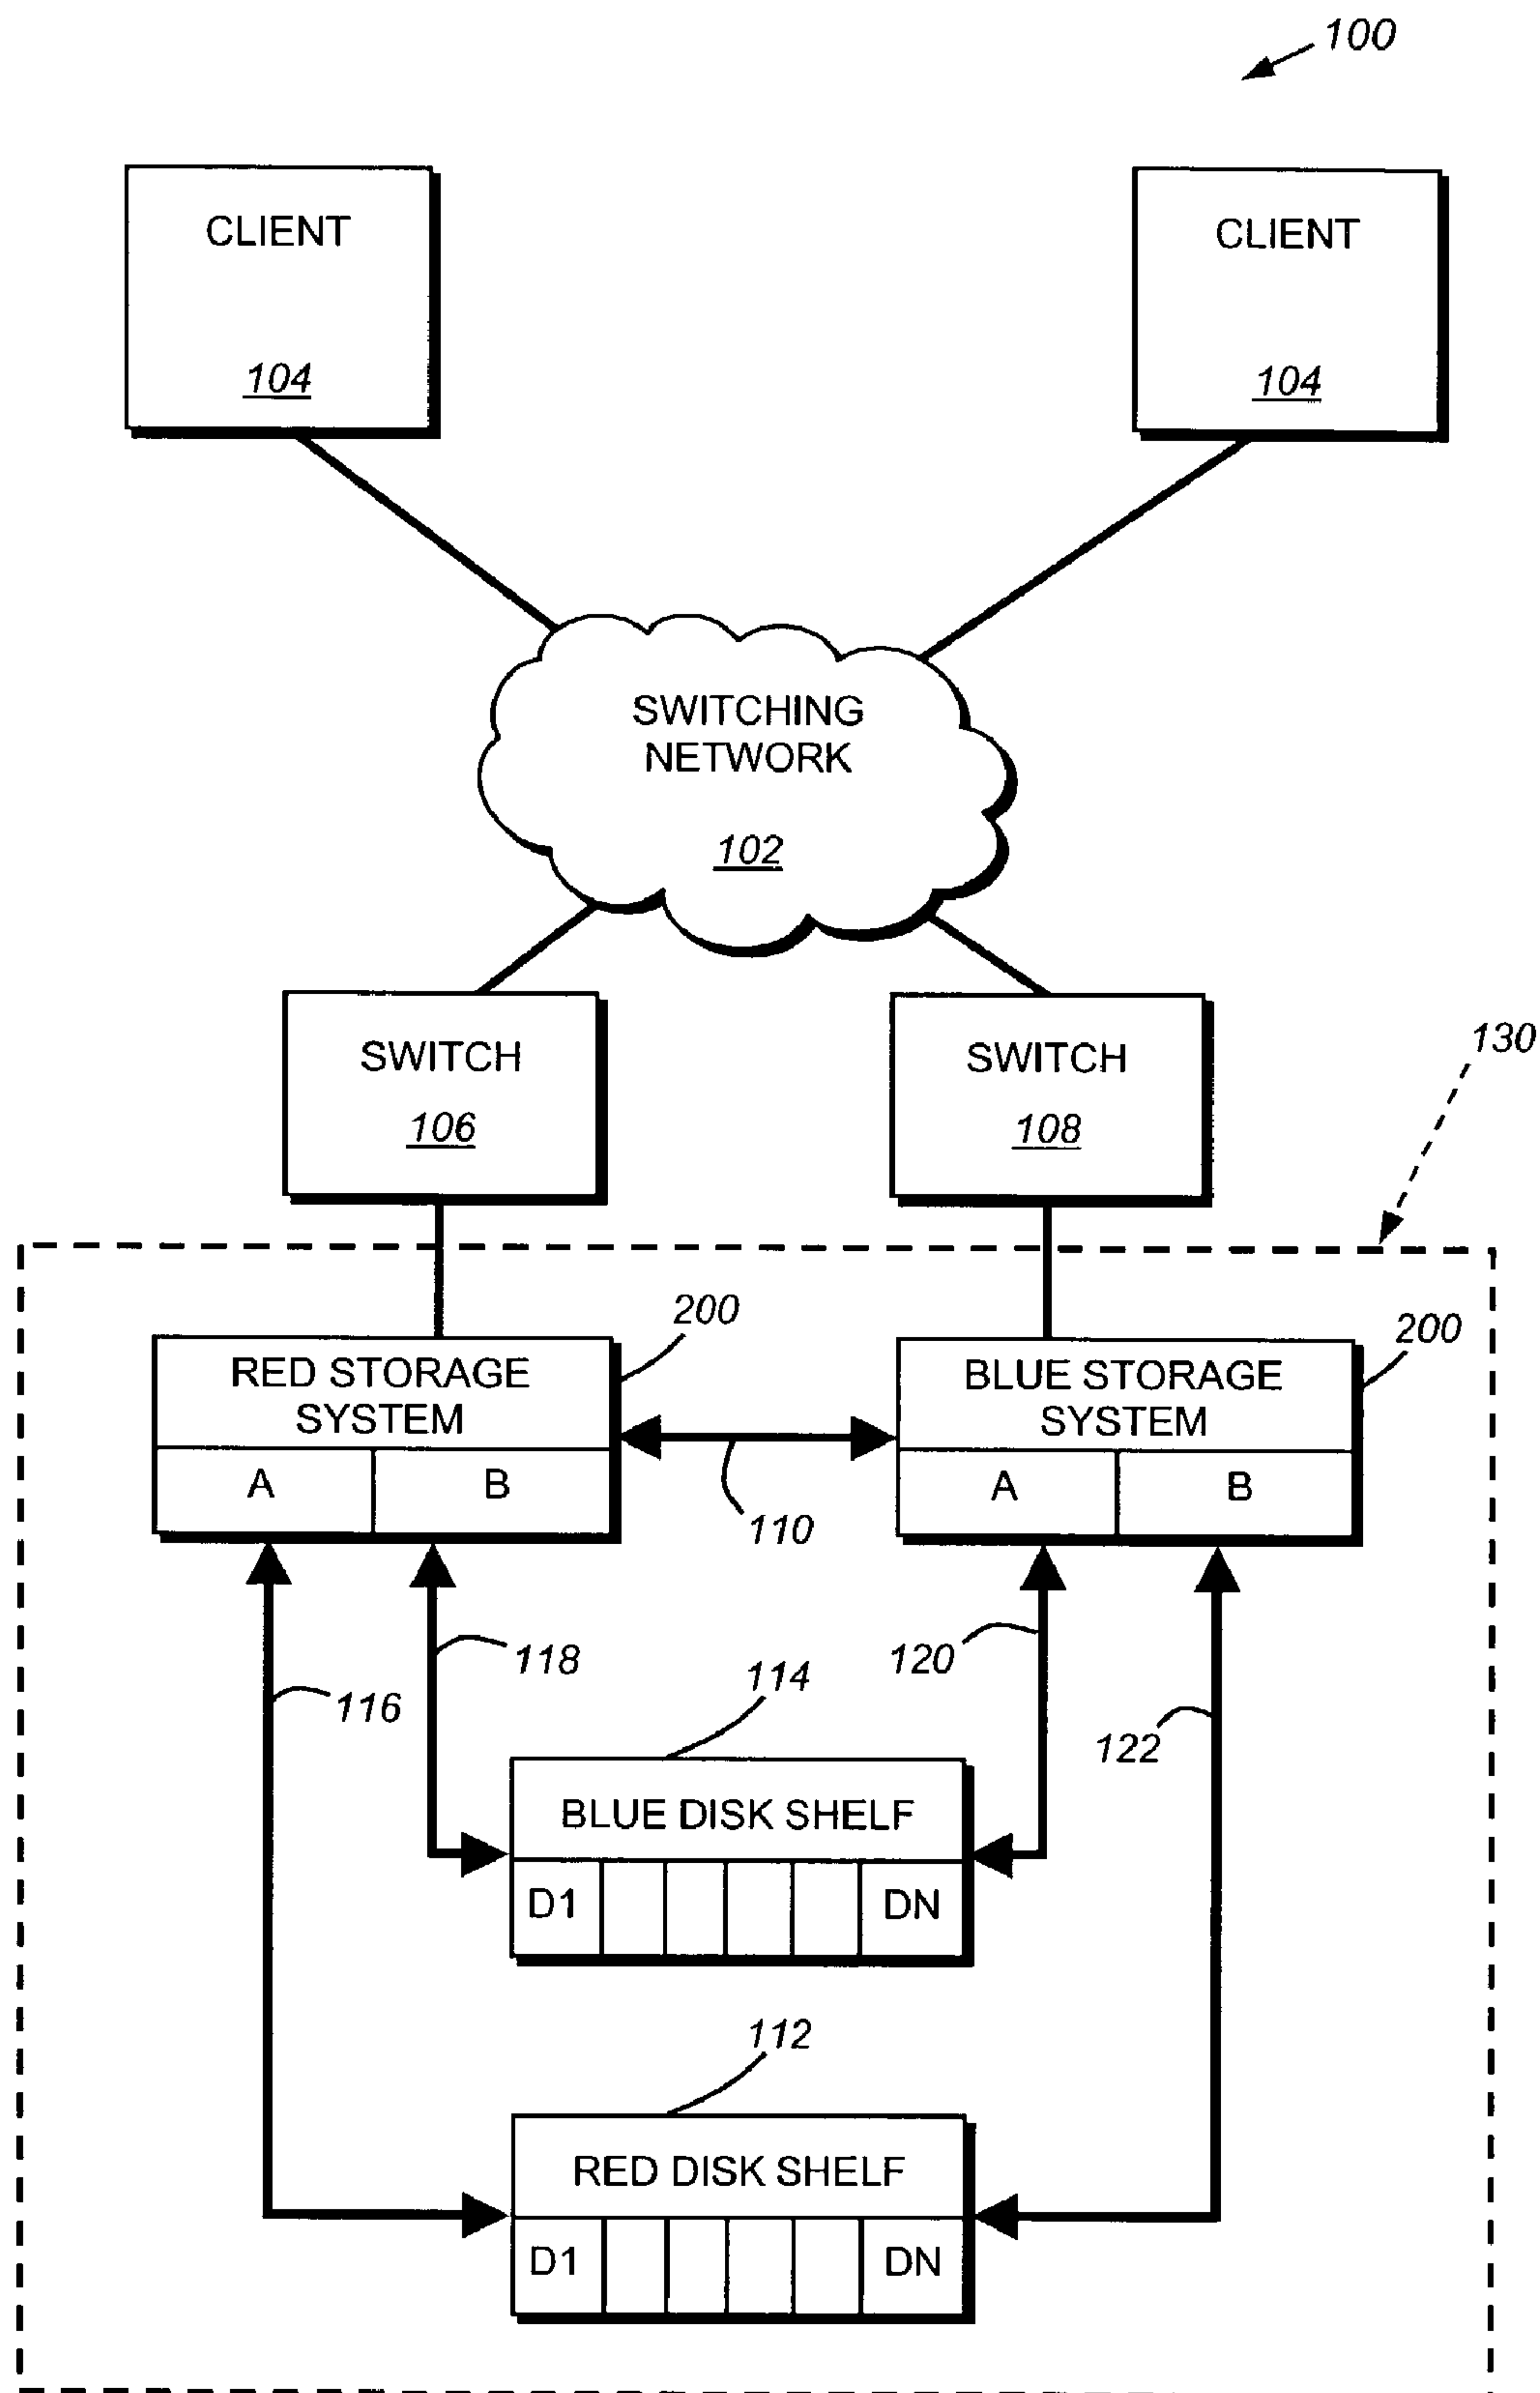 100
CLIENT
104
CLIENT
104
SWITCHING
NETWORK
102
SWITCH
106
SWITCH
108
130
200
RED STORAGE
SYSTEM
A
B
200
BLUE STORAGE
SYSTEM
A
B
110
118
120
116
114
122
BLUE DISK SHELF
D1
DN
112
RED DISK SHELF
D1
DN